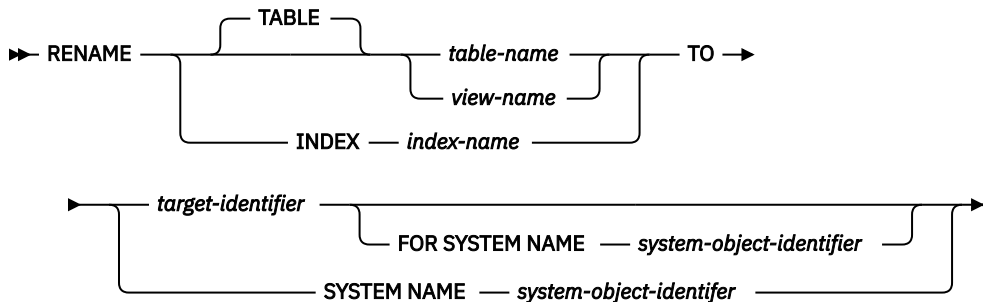 TABLE
RENAME table-name TO
view-name
INDEX index-name
target-identifier
FOR SYSTEM NAME system-object-identifier
SYSTEM NAME system-object-identifer